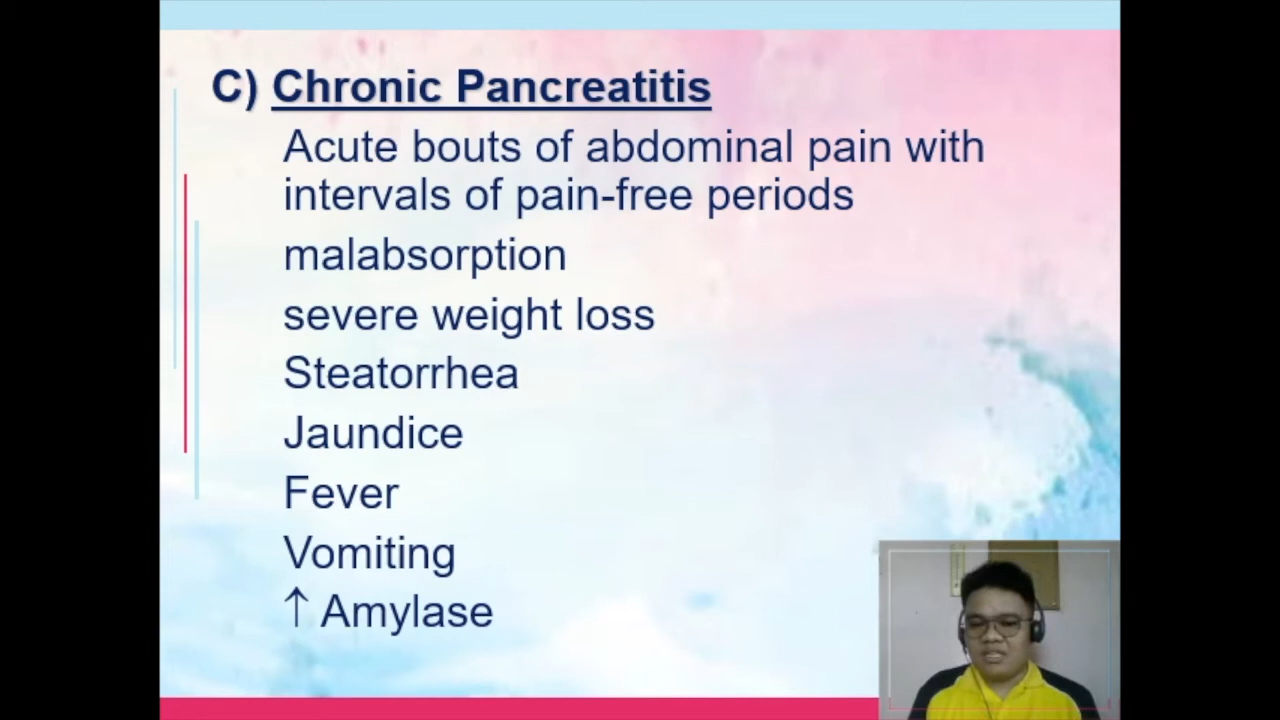 C) Chronic Pancreatitis
Acute bouts of abdominal pain with
intervals of pain-free periods
malabsorption
severe weight loss
Steatorrhea
Jaundice
Fever
Vomiting
↑ Amylase